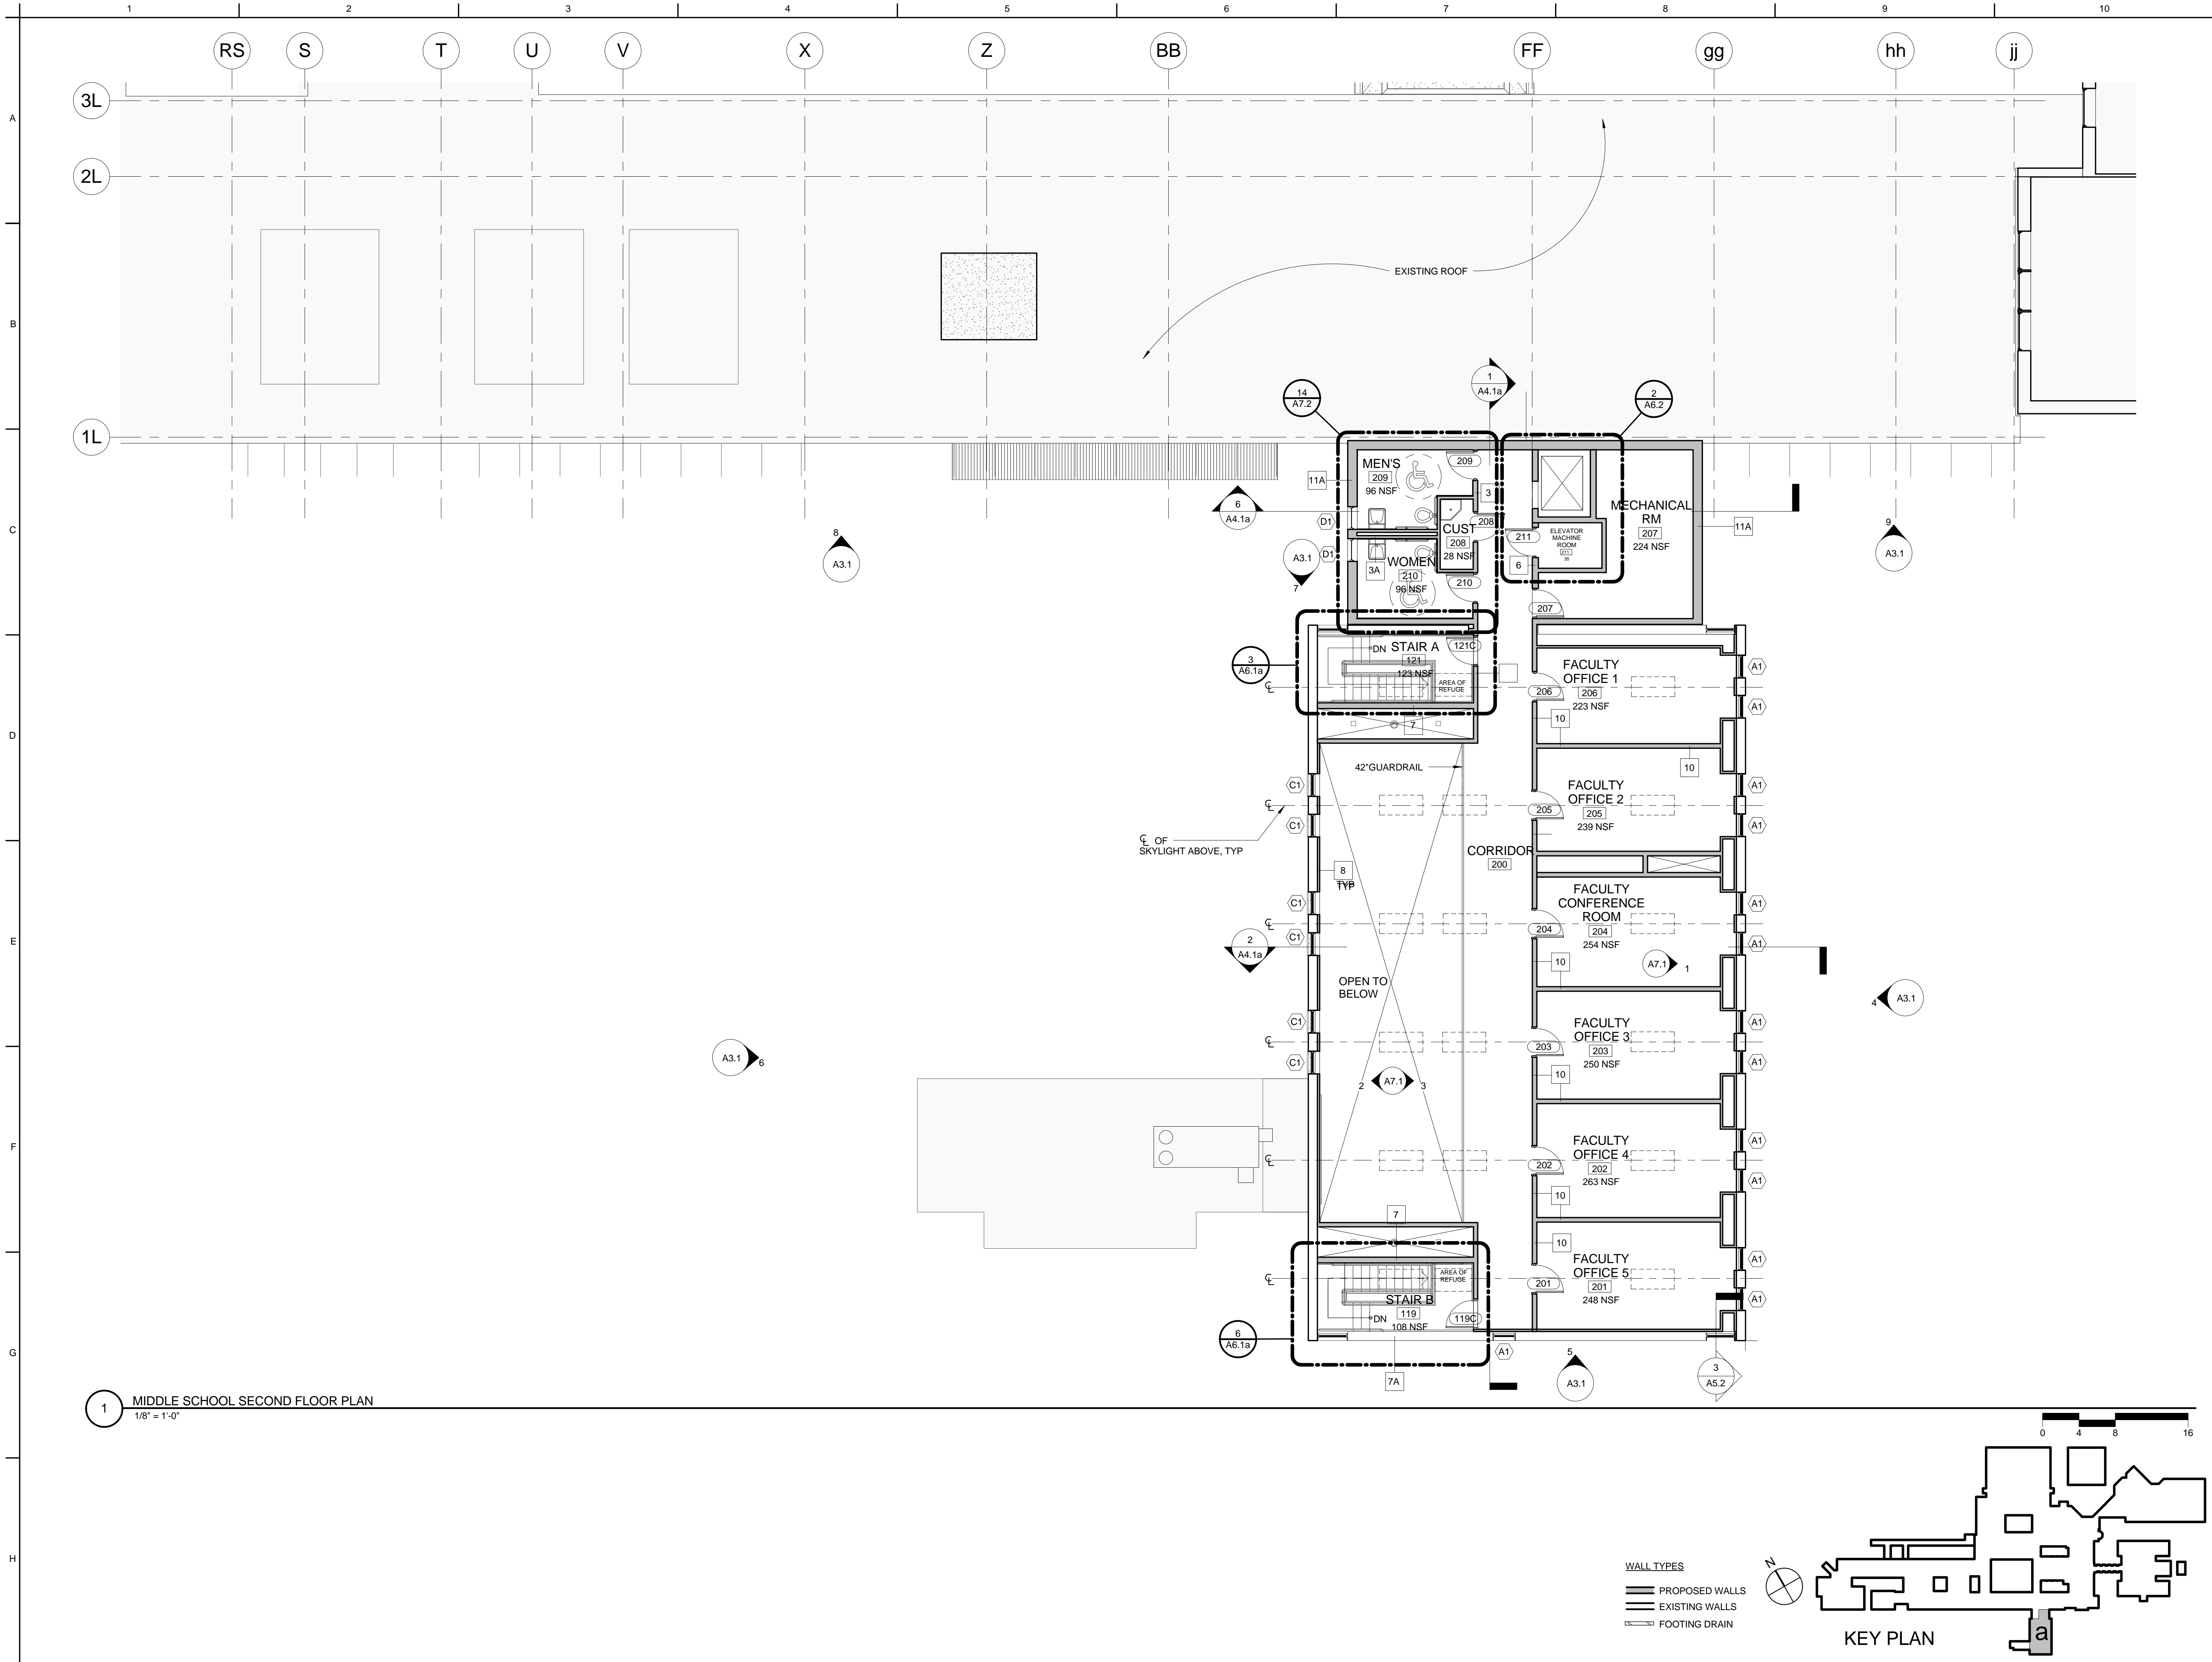 1
2
3
4
5
6
7
8
9
10
RS
S
T
U
V
X
Z
BB
FF
gg
hh
jj
3L
A
2L
EXISTING ROOF
B
1L
1
A4.1a
14
A7.2
2
A6.2
MEN'S
209
96 NSF
209
11A
3
6
A4.1a
D1
208
CUST
208
28 NSF
211
ELEVATOR
MACHINE
ROOM
211
35
MECHANICAL
RM
207
224 NSF
11A
C
8
A3.1
9
A3.1
A3.1
7
D1
3A
WOMEN
210
96 NSF
210
6
207
3
A6.1a
DN
STAIR A
121
123 NSF
121C
AREA OF
REFUGE
℄
7
FACULTY
OFFICE 1
206
223 NSF
206
10
A1
A1
D
42"GUARDRAIL
10
FACULTY
OFFICE 2
205
239 NSF
205
C1
℄
C1
A1
A1
℄ OF
SKYLIGHT ABOVE, TYP
CORRIDOR
200
8
TYP
FACULTY
CONFERENCE
ROOM
204
254 NSF
204
C1
℄
C1
A1
A1
E
2
A4.1a
10
A7.1
1
OPEN TO
BELOW
4
A3.1
FACULTY
OFFICE 3
203
250 NSF
203
C1
℄
C1
A1
A1
A3.1
6
2
A7.1
3
10
F
FACULTY
OFFICE 4
202
263 NSF
202
℄
A1
A1
10
7
10
FACULTY
OFFICE 5
201
248 NSF
201
℄
AREA OF
REFUGE
STAIR B
119
108 NSF
DN
119C
A1
A1
6
A6.1a
G
A1
7A
5
A3.1
3
A5.2
1
MIDDLE SCHOOL SECOND FLOOR PLAN
1/8" = 1'-0"
0
4
8
16
H
WALL TYPES
PROPOSED WALLS
EXISTING WALLS
FOOTING DRAIN
N
KEY PLAN
a